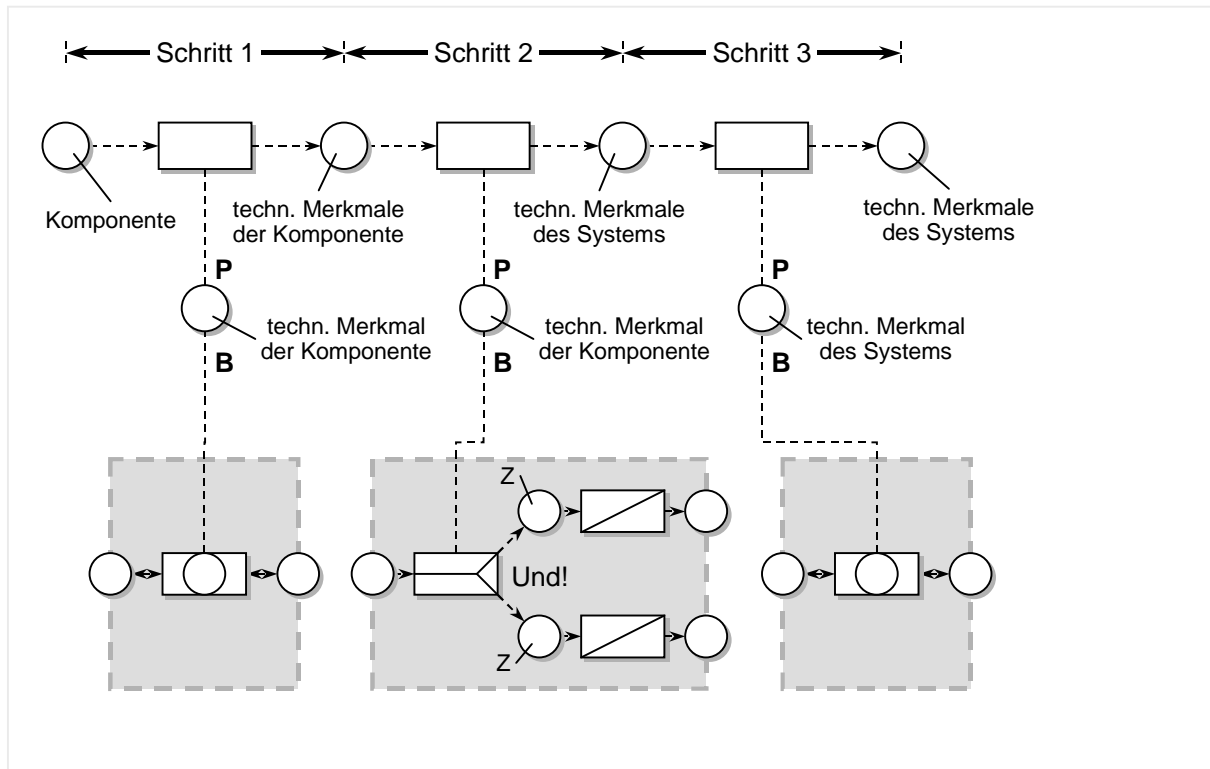 Schritt 1
Schritt 2
Schritt 3
Komponente
techn. Merkmale
der Komponente
techn. Merkmale
des Systems
techn. Merkmale
des Systems
P
P
P
techn. Merkmal
der Komponente
techn. Merkmal
der Komponente
techn. Merkmal
des Systems
B
B
B
Z
Und!
Z